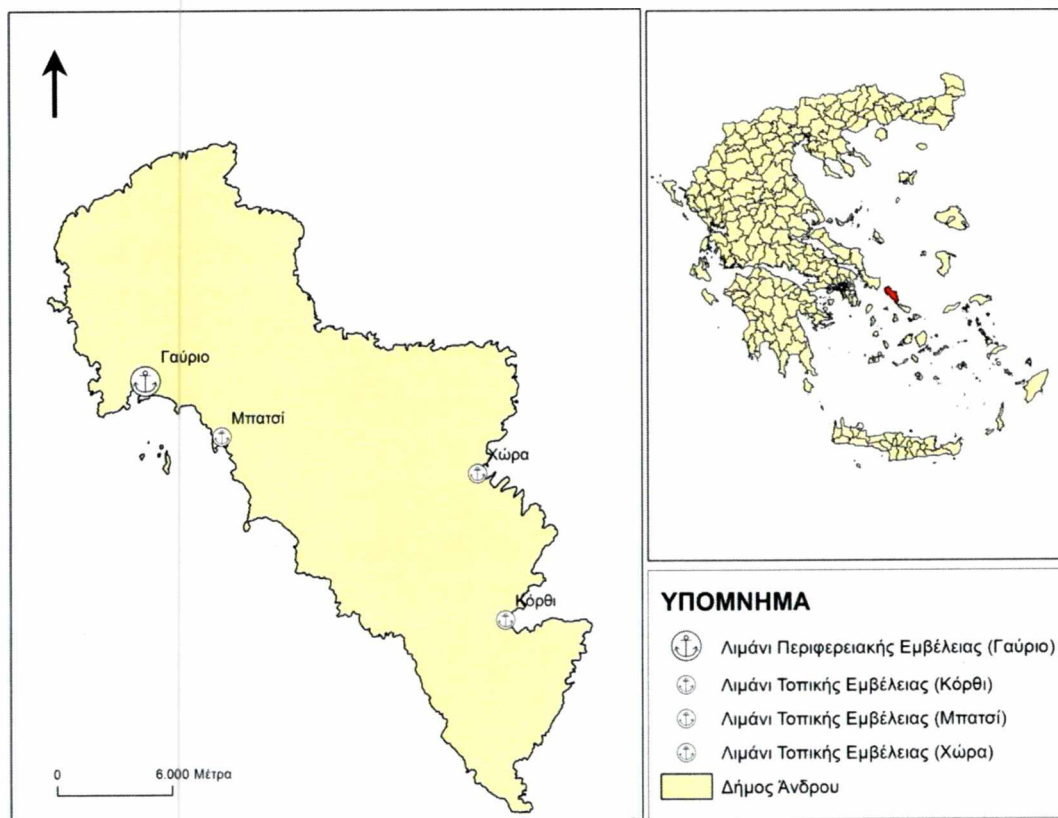 Γαύριο
Μπατσί
Χώρα
Κόρθι
0 6.000 Μέτρα
ΥΠΟΜΝΗΜΑ
Λιμάνι Περιφερειακής Εμβέλειας (Γαύριο)
Λιμάνι Τοπικής Εμβέλειας (Κόρθι)
Λιμάνι Τοπικής Εμβέλειας (Μπατσί)
Λιμάνι Τοπικής Εμβέλειας (Χώρα)
Δήμος Άνδρου